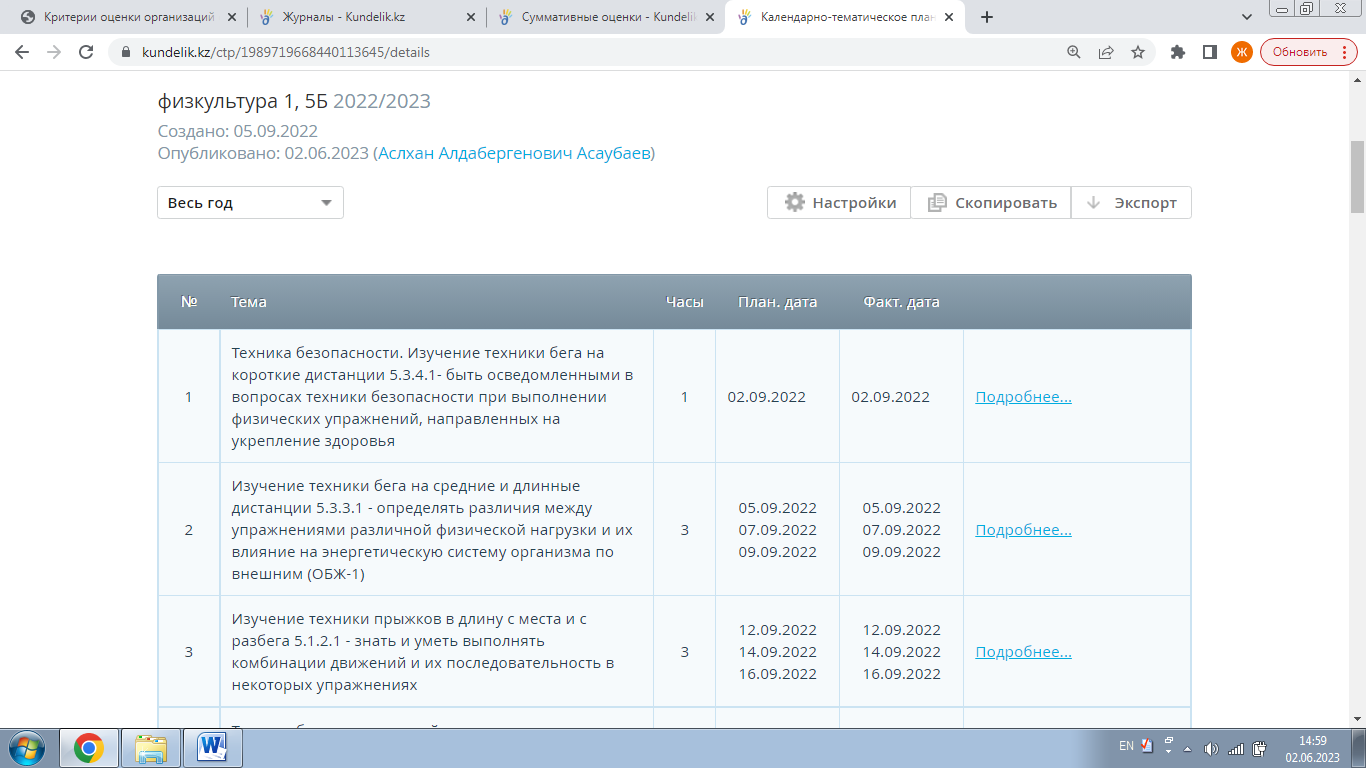 Критерии оценки организаций
Журналы - Kundelik.kz
Суммативные оценки - Kundelik
Календарно-тематическое план
kundelik.kz/ctp/1989719668440113645/details
Ж
Обновить
физкультура 1, 5Б 2022/2023
Создано: 05.09.2022
Опубликовано: 02.06.2023 (Аслхан Алдабергенович Асаубаев)
Весь год
Настройки
Скопировать
Экспорт
№ Тема Часы План. дата Факт. дата
Техника безопасности. Изучение техники бега на
короткие дистанции 5.3.4.1- быть осведомленными в
1 вопросах техники безопасности при выполнении 1 02.09.2022 02.09.2022 Подробнее...
физических упражнений, направленных на
укрепление здоровья
Изучение техники бега на средние и длинные
дистанции 5.3.3.1 - определять различия между 05.09.2022 05.09.2022
2 упражнениями различной физической нагрузки и их 3 07.09.2022 07.09.2022 Подробнее...
влияние на энергетическую систему организма по 09.09.2022 09.09.2022
внешним (ОБЖ-1)
Изучение техники прыжков в длину с места и с 12.09.2022 12.09.2022
разбега 5.1.2.1 - знать и уметь выполнять
3 комбинации движений и их последовательность в 3 14.09.2022 14.09.2022 Подробнее...
некоторых упражнениях 16.09.2022 16.09.2022
EN
14:59
02.06.2023